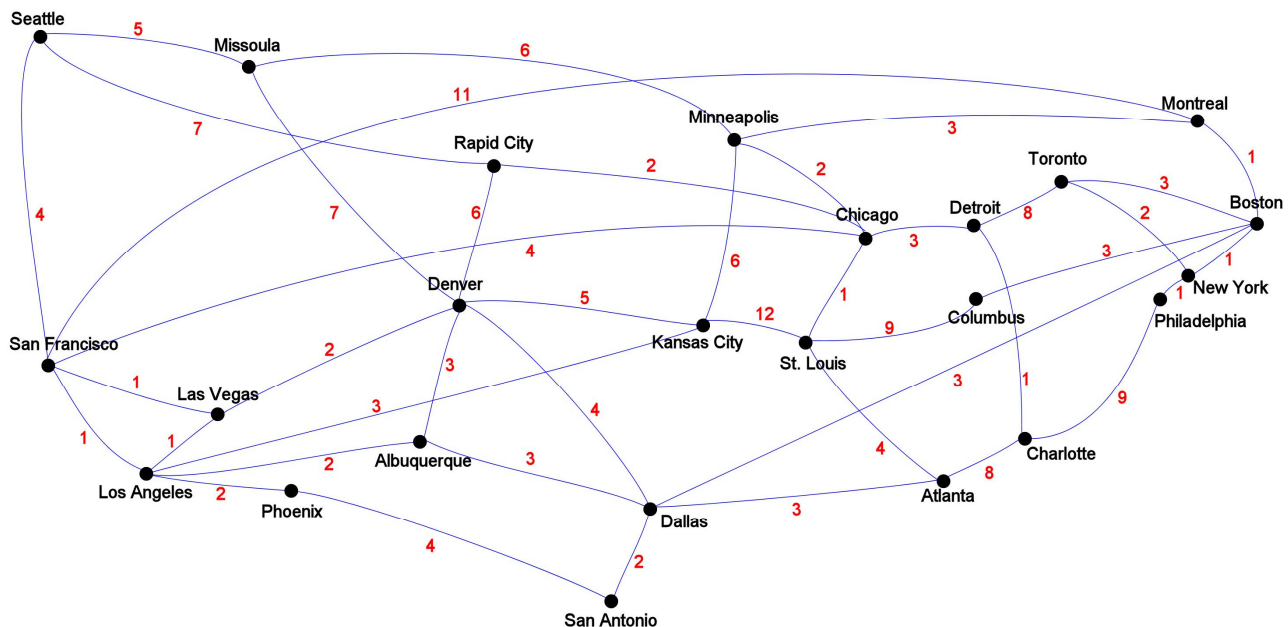 Seattle
5
Missoula
6
11
Montreal
Minneapolis
3
7
Rapid City
2
2
Toronto
1
3
Boston
4
7
6
Chicago
3
Detroit
8
2
4
6
3
1
New York
Denver
5
1
Columbus
1
Philadelphia
San Francisco
2
Kansas City
12
9
St. Louis
1
Las Vegas
3
3
3
1
9
1
1
4
Albuquerque
2
3
4
Charlotte
Los Angeles
2
8
Phoenix
Atlanta
Dallas
3
4
2
San Antonio